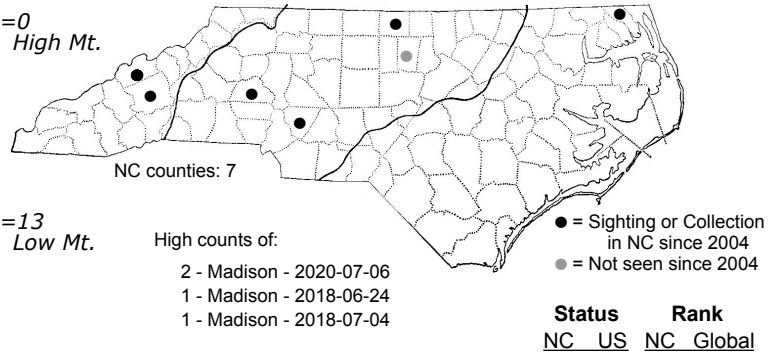 =0
High Mt.
NC counties: 7
=13
Low Mt.
High counts of:
2 - Madison - 2020-07-06
1 - Madison - 2018-06-24
1 - Madison - 2018-07-04
● = Sighting or Collection
in NC since 2004
● = Not seen since 2004
Status Rank
NC US NC Global